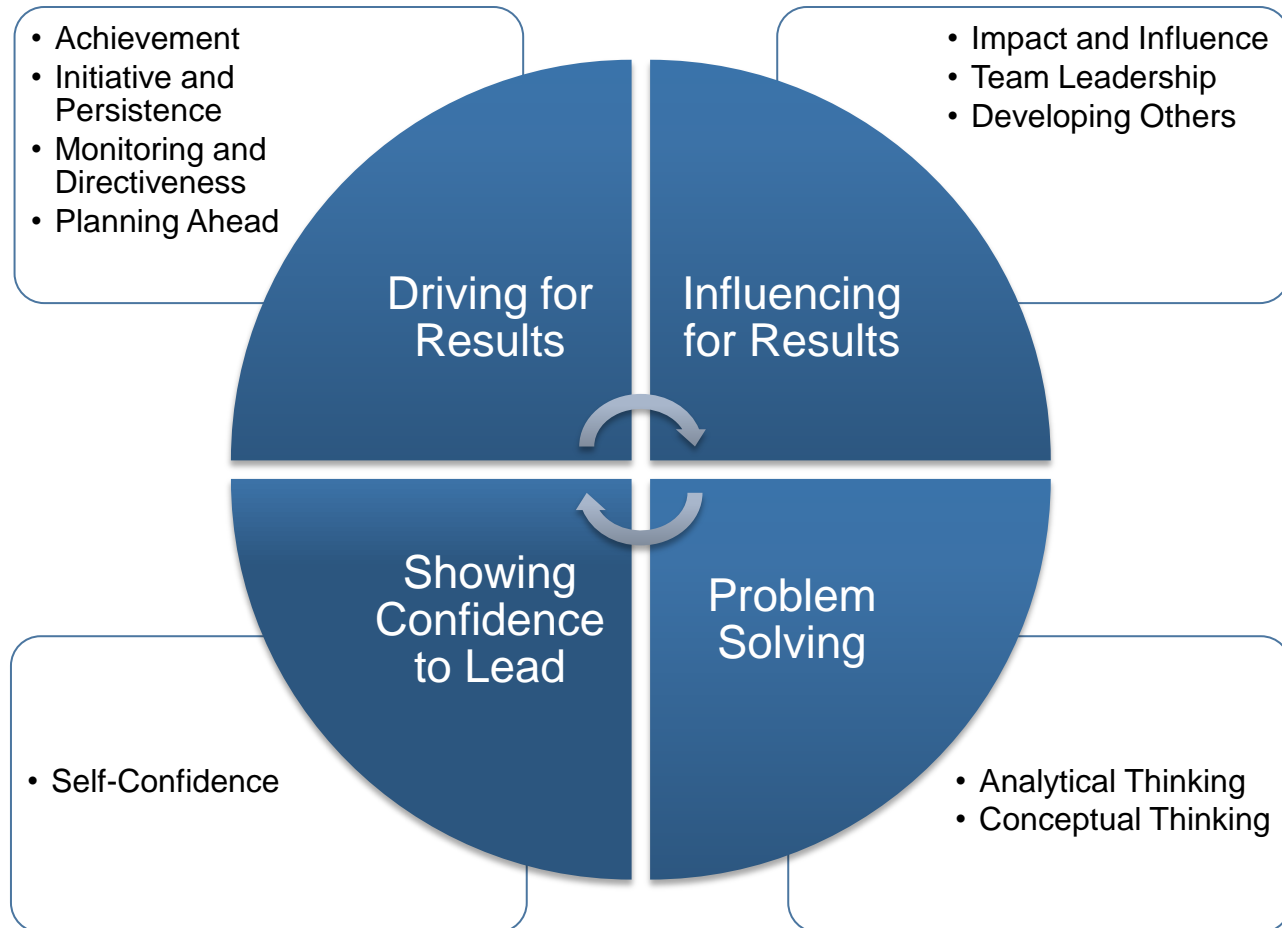 • Achievement
• Initiative and
Persistence
• Monitoring and
Directiveness
• Planning Ahead
• Impact and Influence
• Team Leadership
• Developing Others
Driving for
Results
Influencing
for Results
Showing
Confidence
to Lead
Problem
Solving
• Self-Confidence
• Analytical Thinking
• Conceptual Thinking